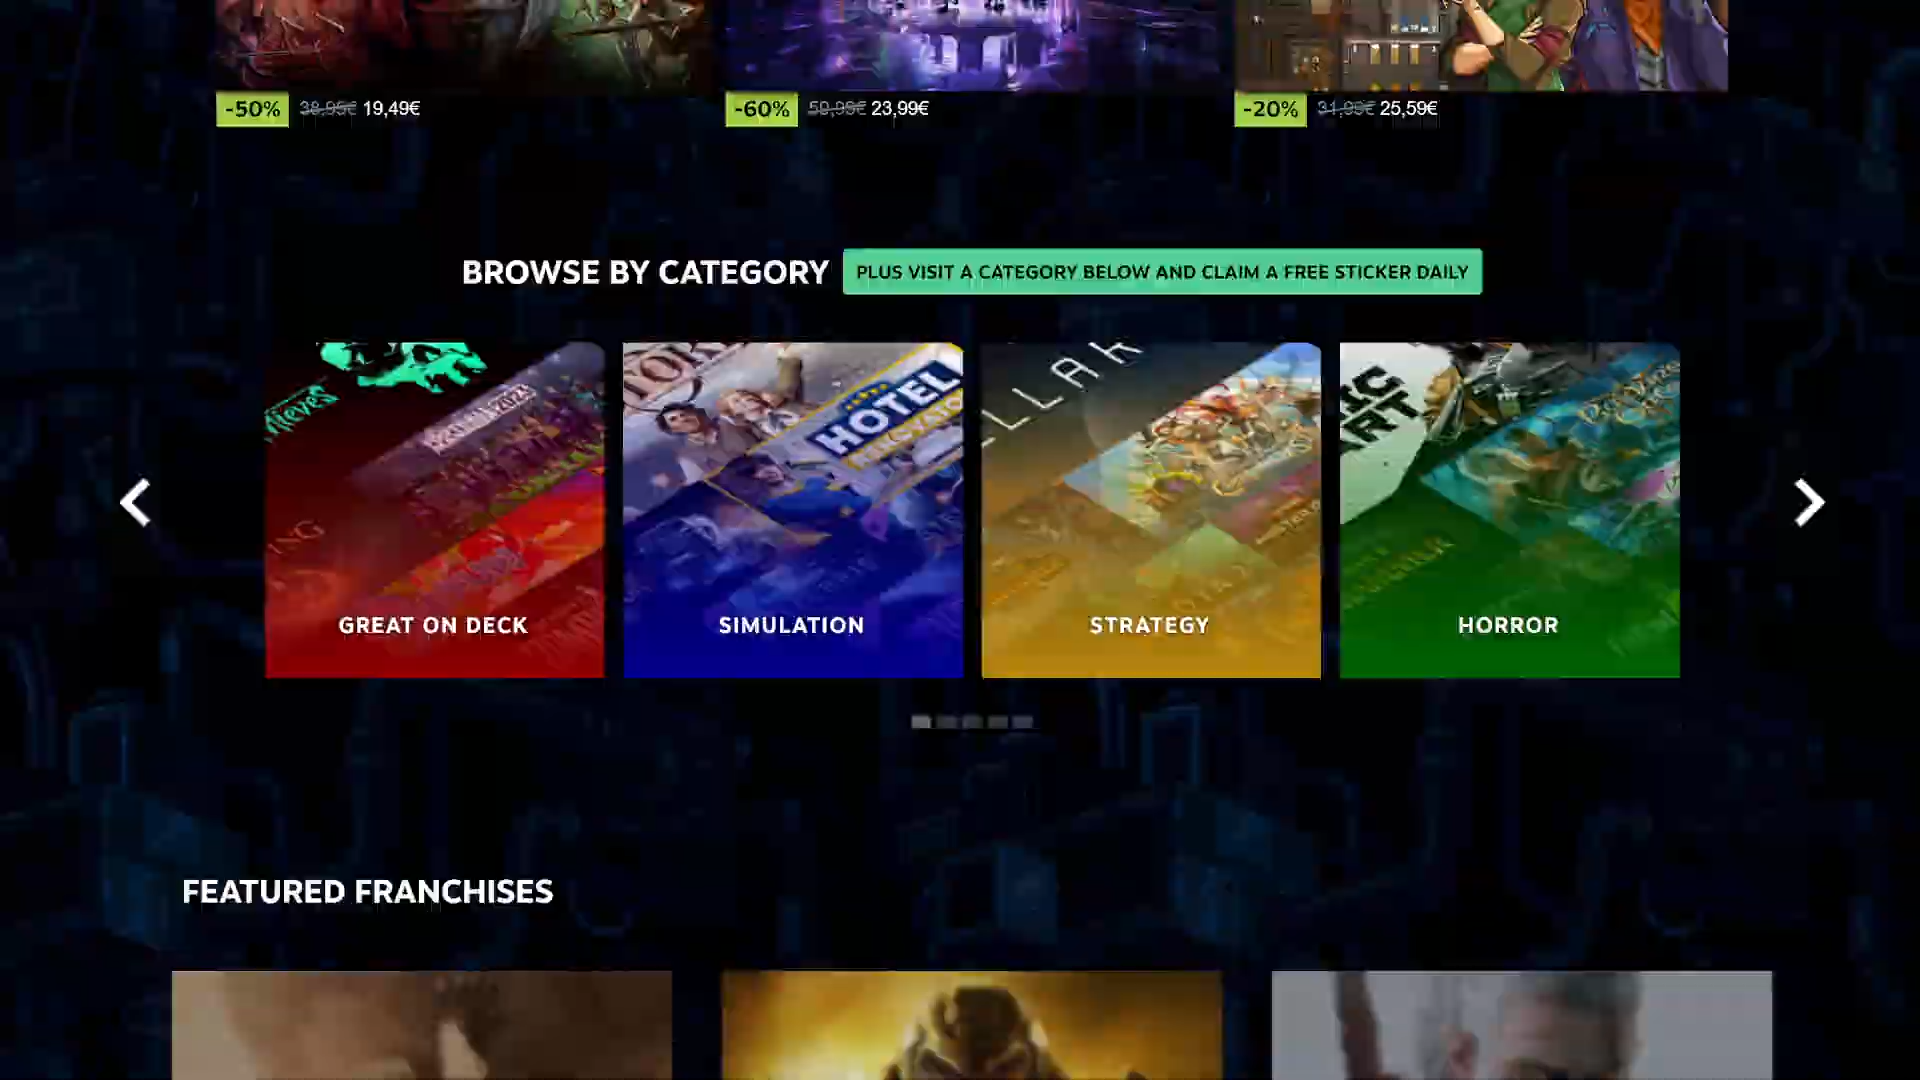 -50% 38,99€ 19,49€
-60% 59,99€ 23,99€
-20% 31,99€ 25,59€
BROWSE BY CATEGORY PLUS VISIT A CATEGORY BELOW AND CLAIM A FREE STICKER DAILY
HOTEL
ELLAR
GREAT ON DECK
SIMULATION
STRATEGY
HORROR
FEATURED FRANCHISES